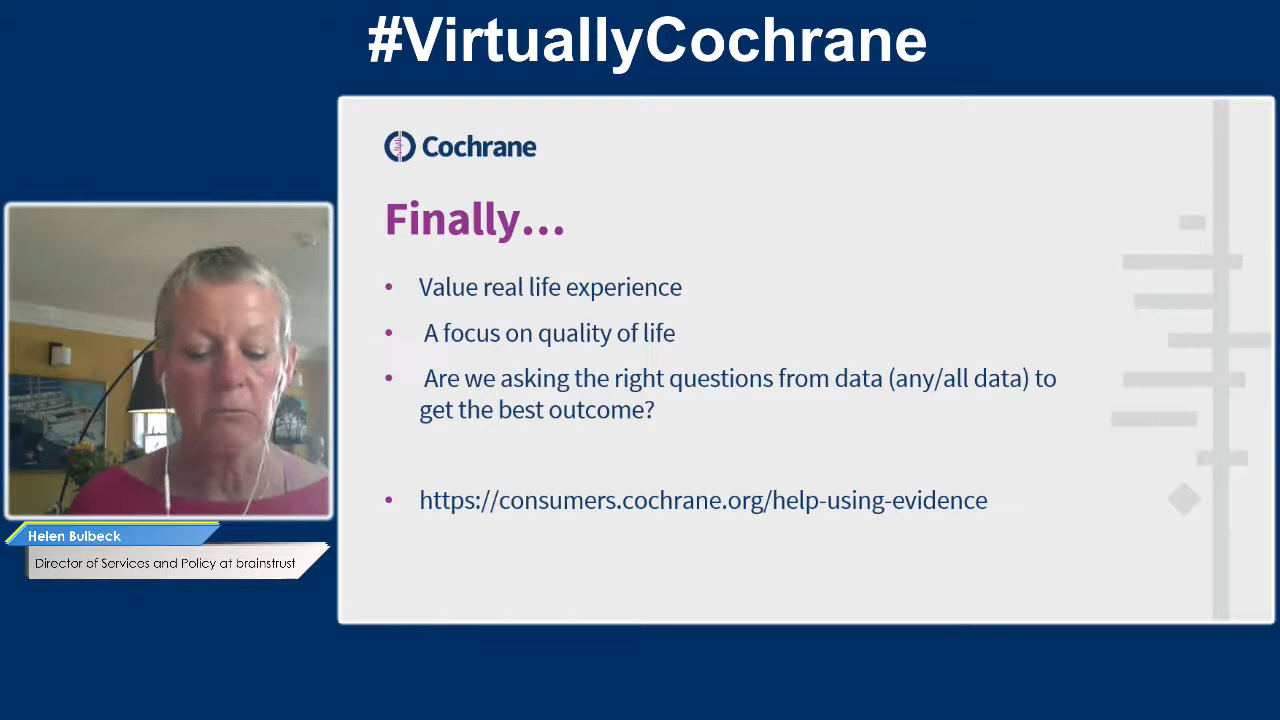 #VirtuallyCochrane
Cochrane
Finally...
• Value real life experience
• A focus on quality of life
• Are we asking the right questions from data (any/all data) to
get the best outcome?
• https://consumers.cochrane.org/help-using-evidence
Helen Bulbeck
Director of Services and Policy at brainstrust